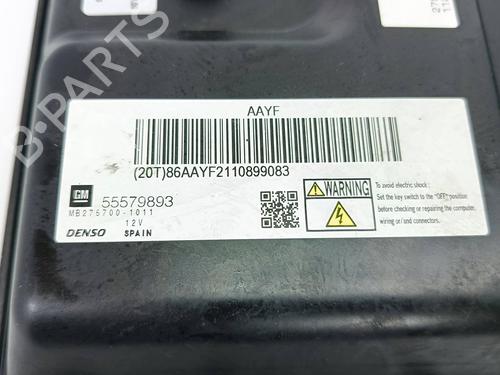 AAYF
(20T)86AAYF2110899083
GM
55579893
MB275700-1011
12V
DENSO
SPAIN
WARNING
To avoid electric shock :
Set the key switch to the "OFF" position
before checking or repairing the computer,
wiring or/und connectors.
B-PARTS